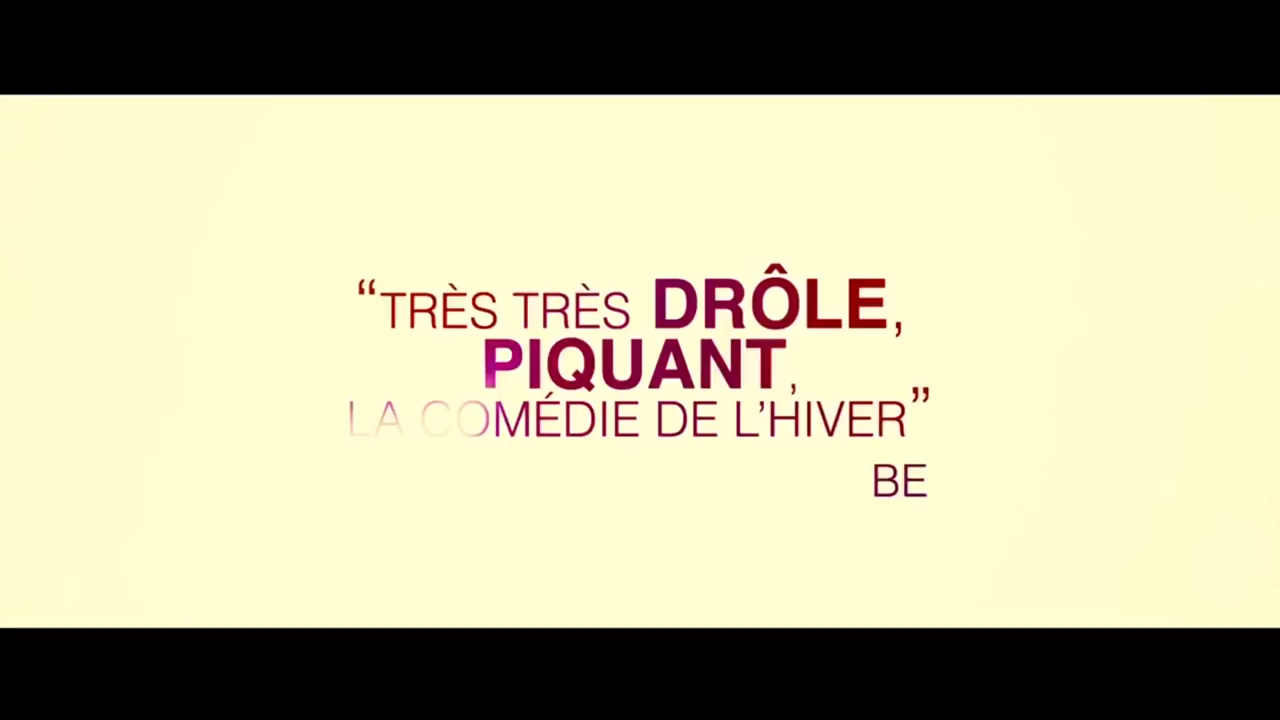 “TRÈS TRÈS DRÔLE,
PIQUANT,
LA COMÉDIE DE L’HIVER”
BE